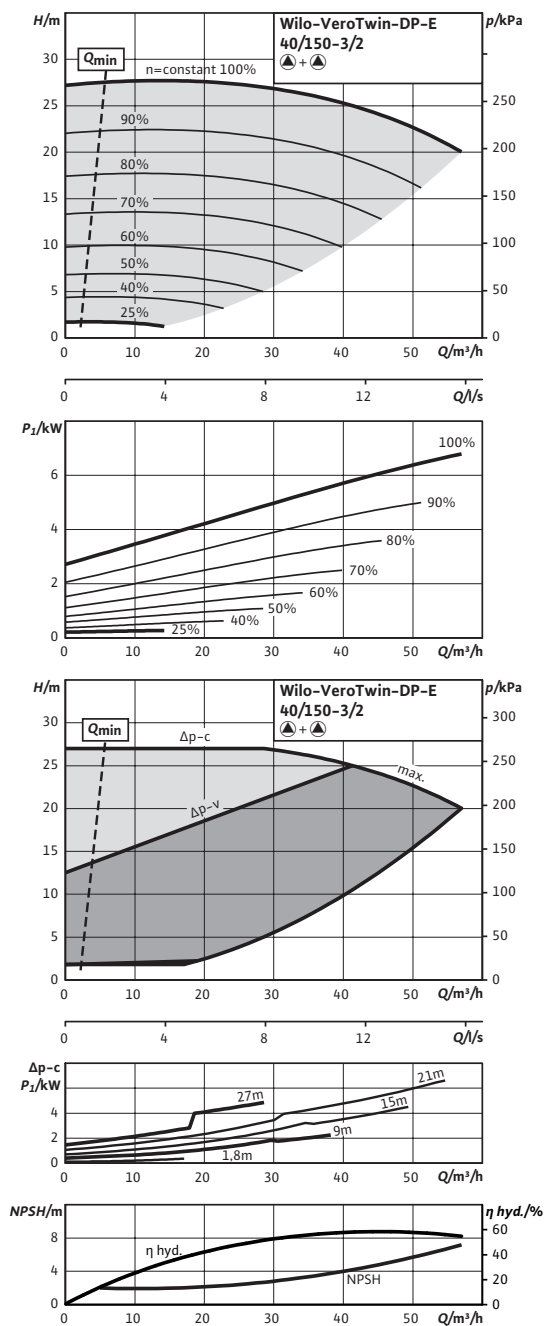 H/m
Wilo-VeroTwin-DP-E
40/150-3/2
+
p/kPa
Qmin
n=constant 100%
30
25
20
15
10
5
0
90%
80%
70%
60%
50%
40%
25%
250
200
150
100
50
0
0 10 20 30 40 50 Q/m³/h
0 4 8 12 Q/l/s
P1/kW
6
4
2
0
100%
90%
80%
70%
60%
50%
40%
25%
0 10 20 30 40 50 Q/m³/h
H/m
Wilo-VeroTwin-DP-E
40/150-3/2
+
p/kPa
Qmin
Δp-c
Δp-v
max.
30
25
20
15
10
5
0
300
250
200
150
100
50
0
0 10 20 30 40 50 Q/m³/h
0 4 8 12 Q/l/s
Δp-c
P1/kW
4
2
0
27m
21m
15m
9m
1,8m
0 10 20 30 40 50 Q/m³/h
NPSH/m
η hyd./%
8
4
0
η hyd.
NPSH
60
40
20
0
0 10 20 30 40 50 Q/m³/h